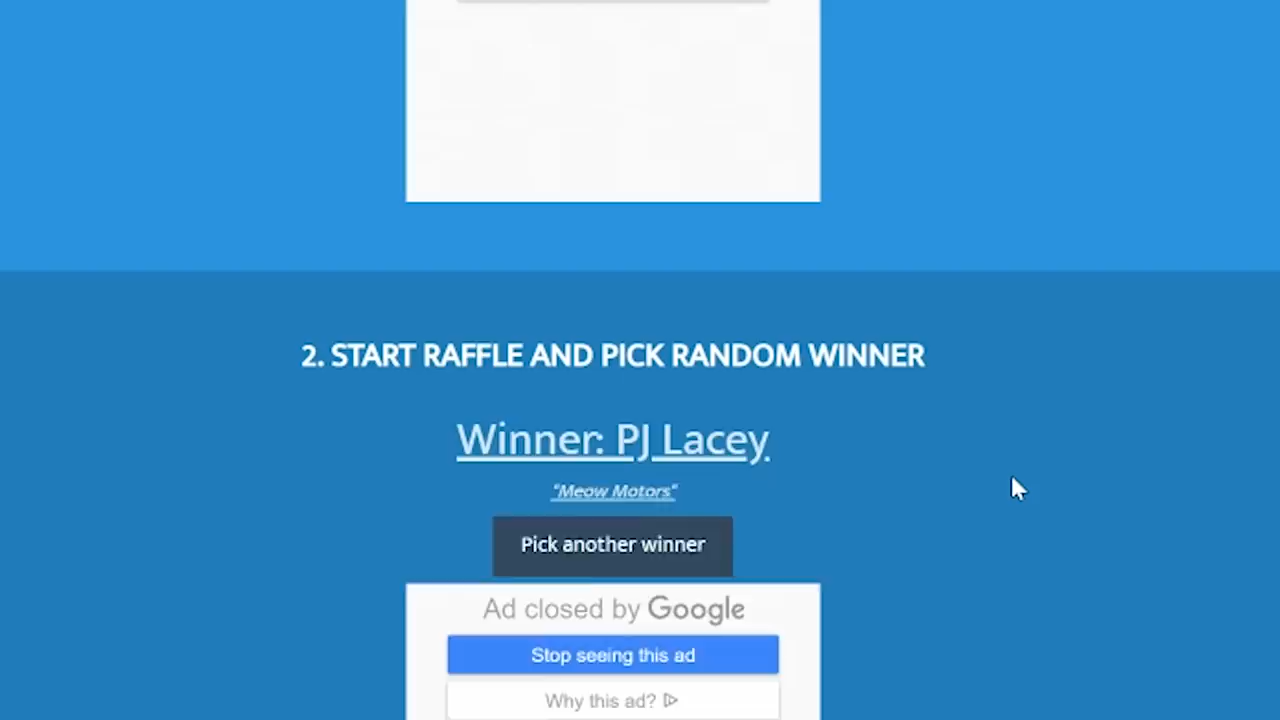 2. START RAFFLE AND PICK RANDOM WINNER
Winner: PJ Lacey
"Meow Motors"
Pick another winner
Ad closed by Google
Stop seeing this ad
Why this ad?